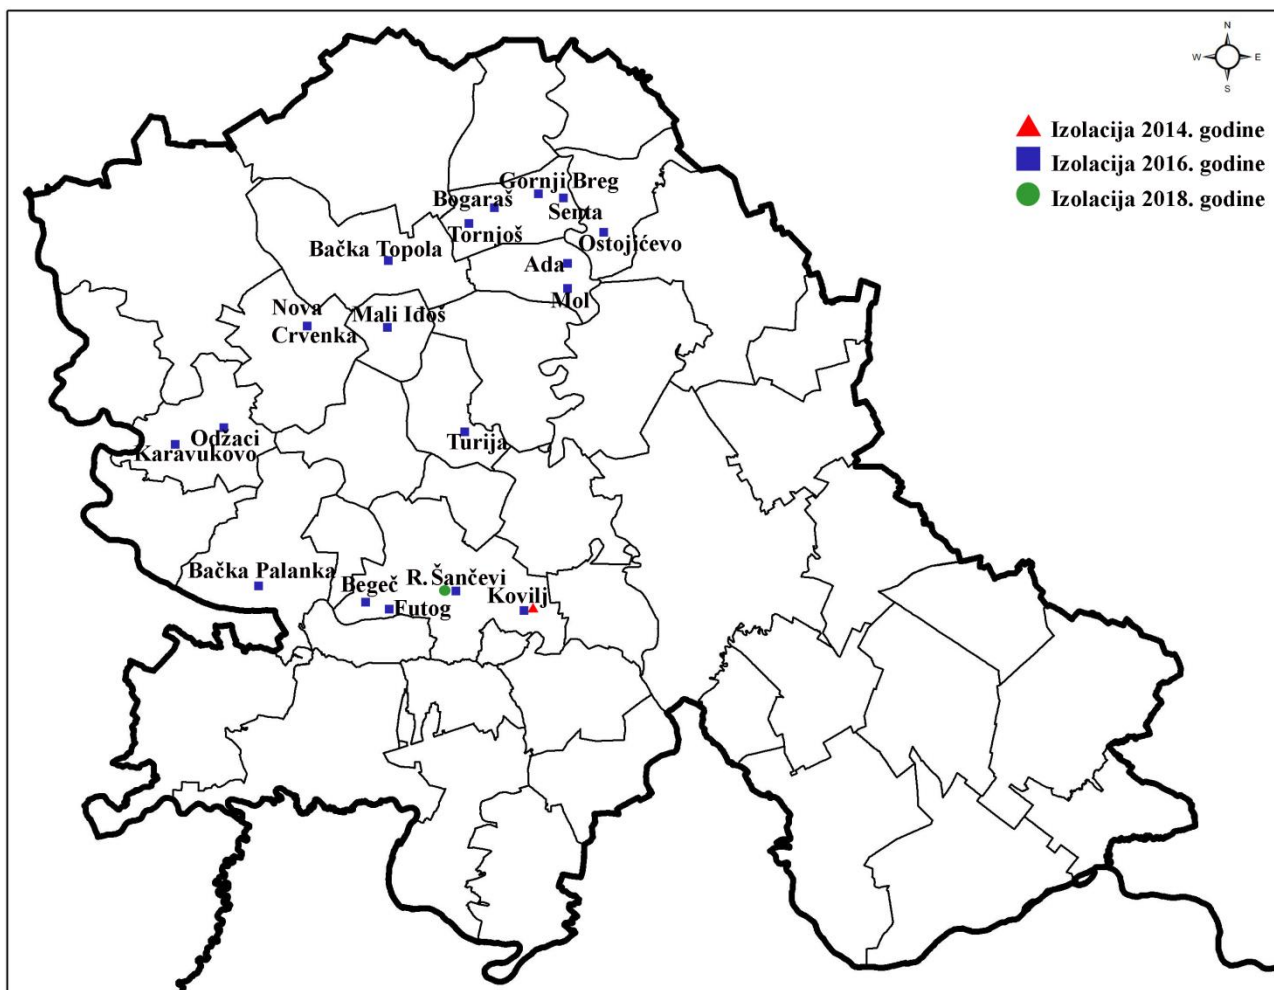 N
W E
S
Izolacija 2014. godine
Izolacija 2016. godine
Izolacija 2018. godine
Gornji Breg
Bogaraš
Senta
Tornjoš
Ostojićevo
Bačka Topola
Ada
Mol
Nova
Crvenka
Mali Iđoš
Odžaci
Karavukovo
Turija
Bačka Palanka
Begeč
R. Šančevi
Kovilj
Futog